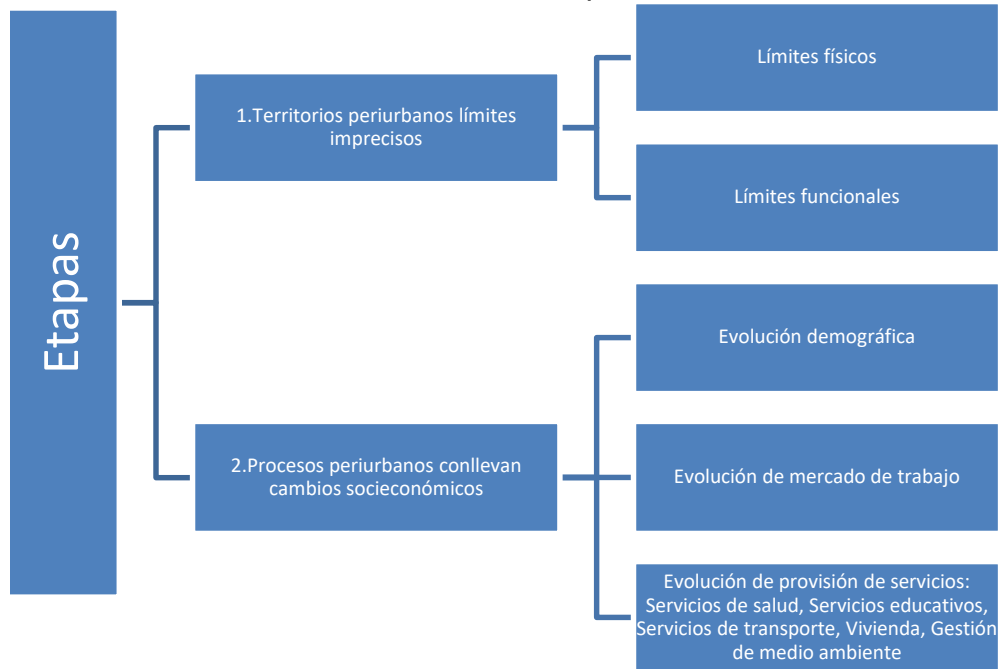 Etapas
1.Territorios periurbanos límites
imprecisos
Límites físicos
Límites funcionales
2.Procesos periurbanos conllevan
cambios socieconómicos
Evolución demográfica
Evolución de mercado de trabajo
Evolución de provisión de servicios:
Servicios de salud, Servicios educativos,
Servicios de transporte, Vivienda, Gestión
de medio ambiente